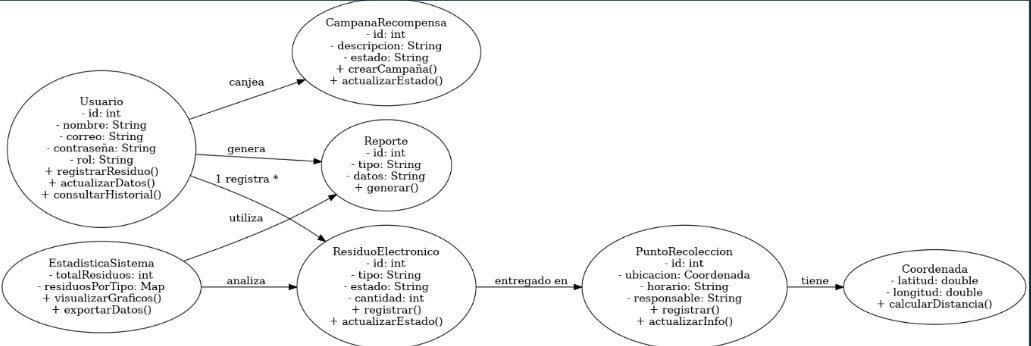 CampanaRecompensa
- id: int
- descripcion: String
- estado: String
+ crearCampaña()
+ actualizarEstado()
canjea
Usuario
- id: int
- nombre: String
- correo: String
- contraseña: String
- rol: String
+ registrarResiduo()
+ actualizarDatos()
+ consultarHistorial()
genera
Reporte
- id: int
- tipo: String
- datos: String
+ generar()
1 registra *
utiliza
EstadisticaSistema
- totalResiduos: int
- residuosPorTipo: Map
+ visualizarGraficos()
+ exportarDatos()
analiza
ResiduoElectronico
- id: int
- tipo: String
- estado: String
- cantidad: int
+ registrar()
+ actualizarEstado()
entregado en
PuntoRecoleccion
- id: int
- ubicacion: Coordenada
- horario: String
- responsable: String
+ registrar()
+ actualizarInfo()
tiene
Coordenada
- latitud: double
- longitud: double
+ calcularDistancia()